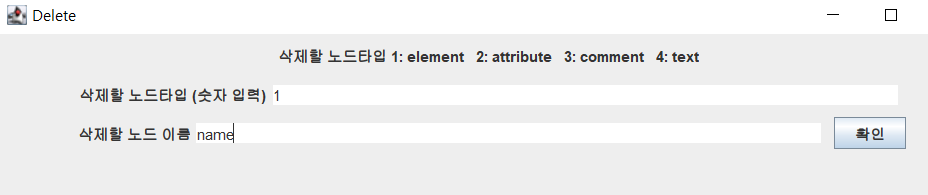 Delete
삭제할 노드타입 1: element 2: attribute 3: comment 4: text
삭제할 노드타입 (숫자 입력) 1
삭제할 노드 이름 name 확인